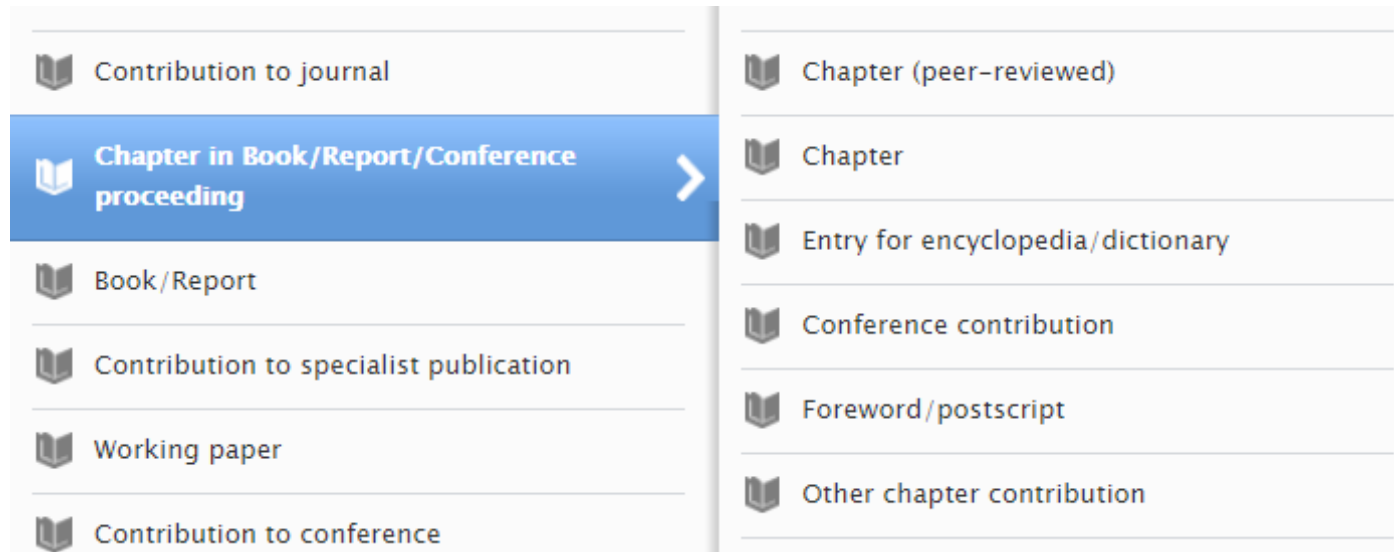 Contribution to journal
Chapter in Book/Report/Conference
proceeding
Book/Report
Contribution to specialist publication
Working paper
Contribution to conference
Chapter (peer-reviewed)
Chapter
Entry for encyclopedia/dictionary
Conference contribution
Foreword/postscript
Other chapter contribution